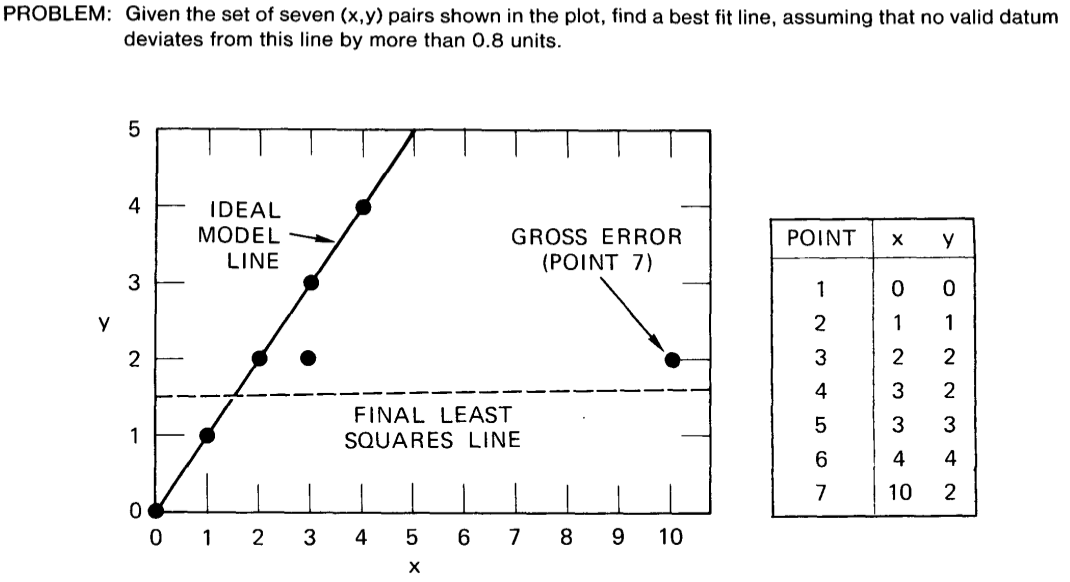 PROBLEM: Given the set of seven (x,y) pairs shown in the plot, find a best fit line, assuming that no valid datum
deviates from this line by more than 0.8 units.
5
4
3
2
1
0
y
IDEAL
MODEL
LINE
GROSS ERROR
(POINT 7)
FINAL LEAST
SQUARES LINE
0 1 2 3 4 5 6 7 8 9 10
x
POINT x y
1 0 0
2 1 1
3 2 2
4 3 2
5 3 3
6 4 4
7 10 2